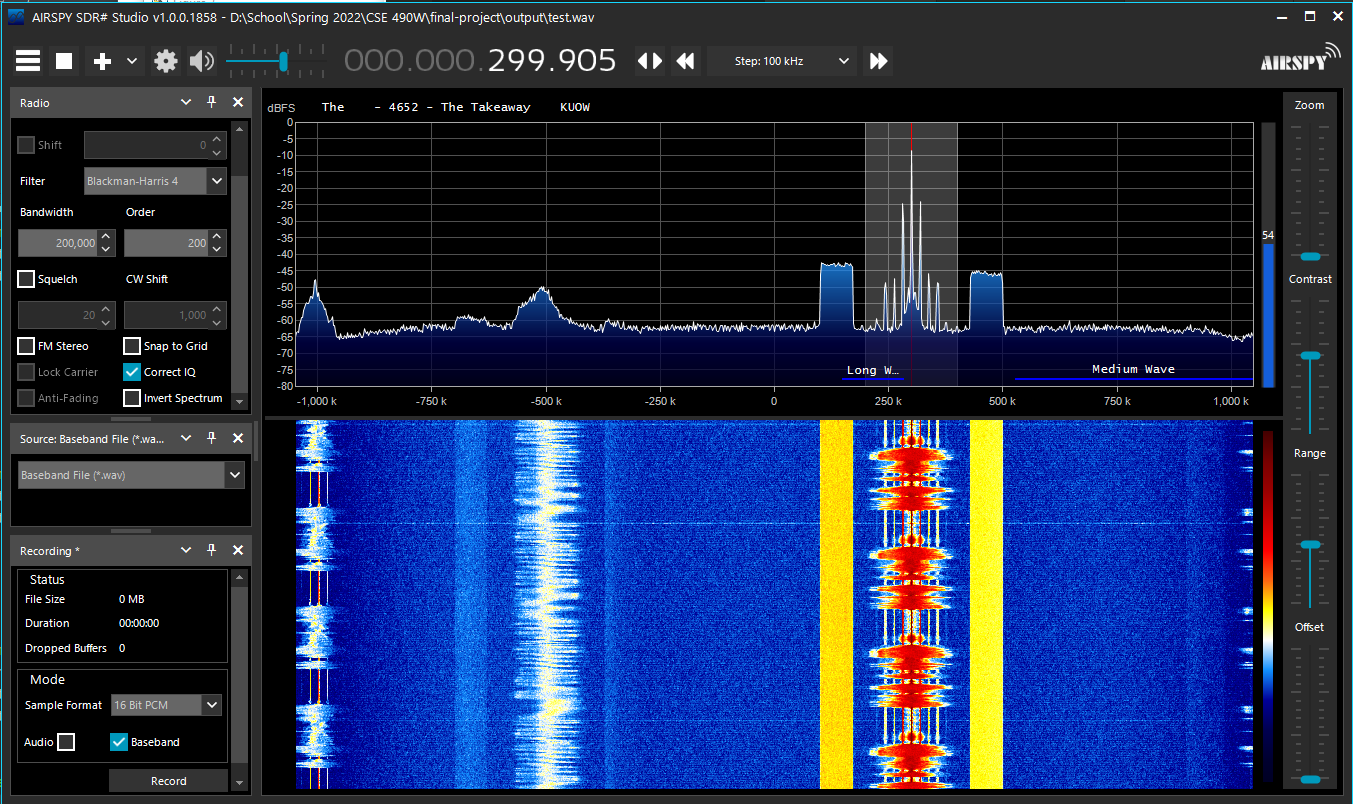 AIRSPY SDR# Studio v1.0.0.1858 - D:\School\Spring 2022\CSE 490W\final-project\output\test.wav
000.000.299.905
Step: 100 kHz
AIRSPY
Radio
Shift 0
Filter Blackman-Harris 4
Bandwidth Order
200,000 200
Squelch CW Shift
20 1,000
FM Stereo Snap to Grid
Lock Carrier Correct IQ
Anti-Fading Invert Spectrum
Source: Baseband File (*.wa...
Baseband File (*.wav)
Recording *
Status
File Size 0 MB
Duration 00:00:00
Dropped Buffers 0
Mode
Sample Format 16 Bit PCM
Audio Baseband
Record
dBFS The - 4652 - The Takeaway KUOW
0
-5
-10
-15
-20
-25
-30
-35
-40
-45
-50
-55
-60
-65
-70
-75
-80
Long W… Medium Wave
-1,000 k -750 k -500 k -250 k 0 250 k 500 k 750 k 1,000 k
54
Zoom
Contrast
Range
Offset